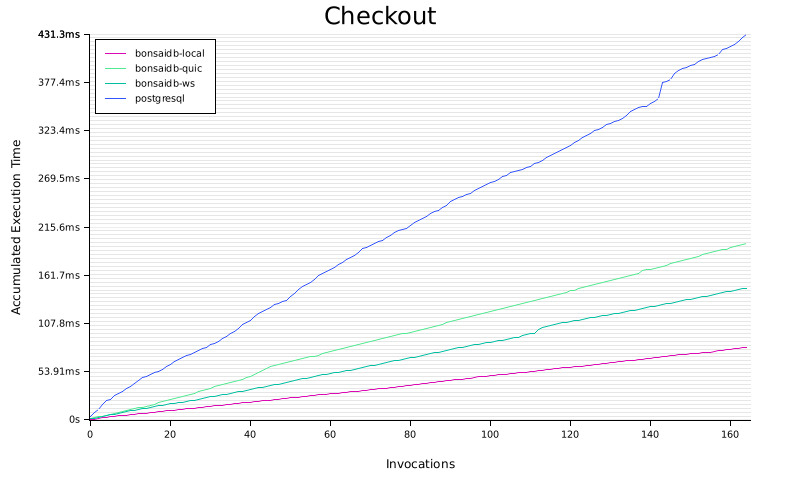 Checkout
431.3ms
377.4ms
323.4ms
269.5ms
215.6ms
161.7ms
107.8ms
53.91ms
0s
bonsaidb-local
bonsaidb-quic
bonsaidb-ws
postgresql
Accumulated Execution Time
0 20 40 60 80 100 120 140 160
Invocations